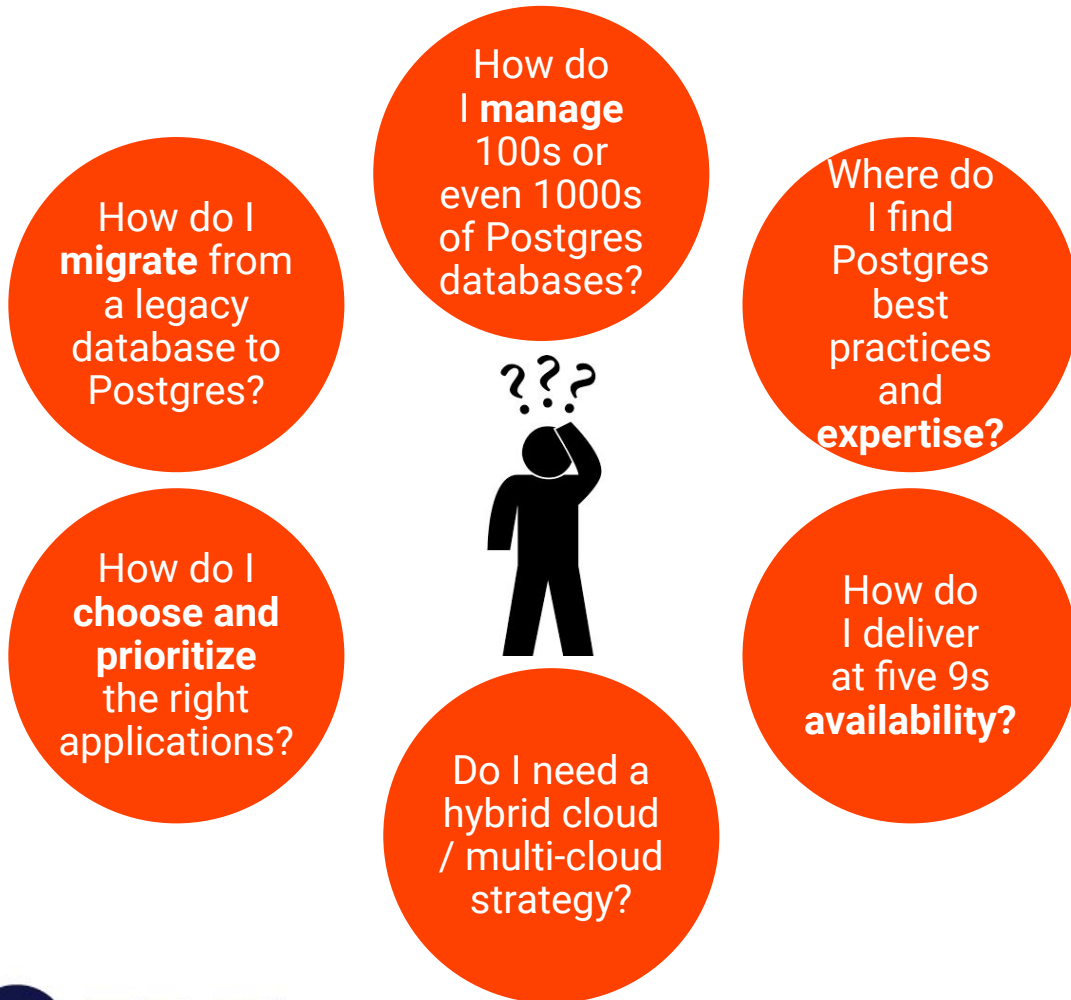 How do
I manage
100s or
even 1000s
of Postgres
databases?
How do I
migrate from
a legacy
database to
Postgres?
Where do
I find
Postgres
best
practices
and
expertise?
???
How do I
choose and
prioritize
the right
applications?
How do
I deliver
at five 9s
availability?
Do I need a
hybrid cloud
/ multi-cloud
strategy?